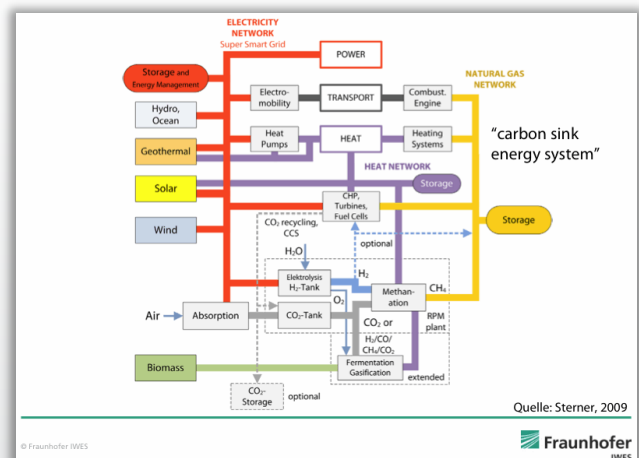 ELECTRICITY
NETWORK
Super Smart Grid
POWER
Storage and
Energy Management
NATURAL GAS
NETWORK
Electro-
mobility
TRANSPORT
Combust.
Engine
Hydro,
Ocean
Heat
Pumps
HEAT
Heating
Systems
"carbon sink
energy system"
Geothermal
HEAT NETWORK
Solar
Storage
CHP,
Turbines,
Fuel Cells
Storage
CO₂ recycling,
CCS
Wind
optional
H₂O
H₂
Elektrolysis
H₂-Tank
O₂
Methan-
ation
CH₄
Air
Absorption
CO₂-Tank
CO₂ or
RPM
plant
H₂/CO/
CH₄/CO₂
Biomass
Fermentation
Gasification
extended
CO₂-
Storage
optional
Quelle: Sterner, 2009
© Fraunhofer IWES
Fraunhofer
IWES